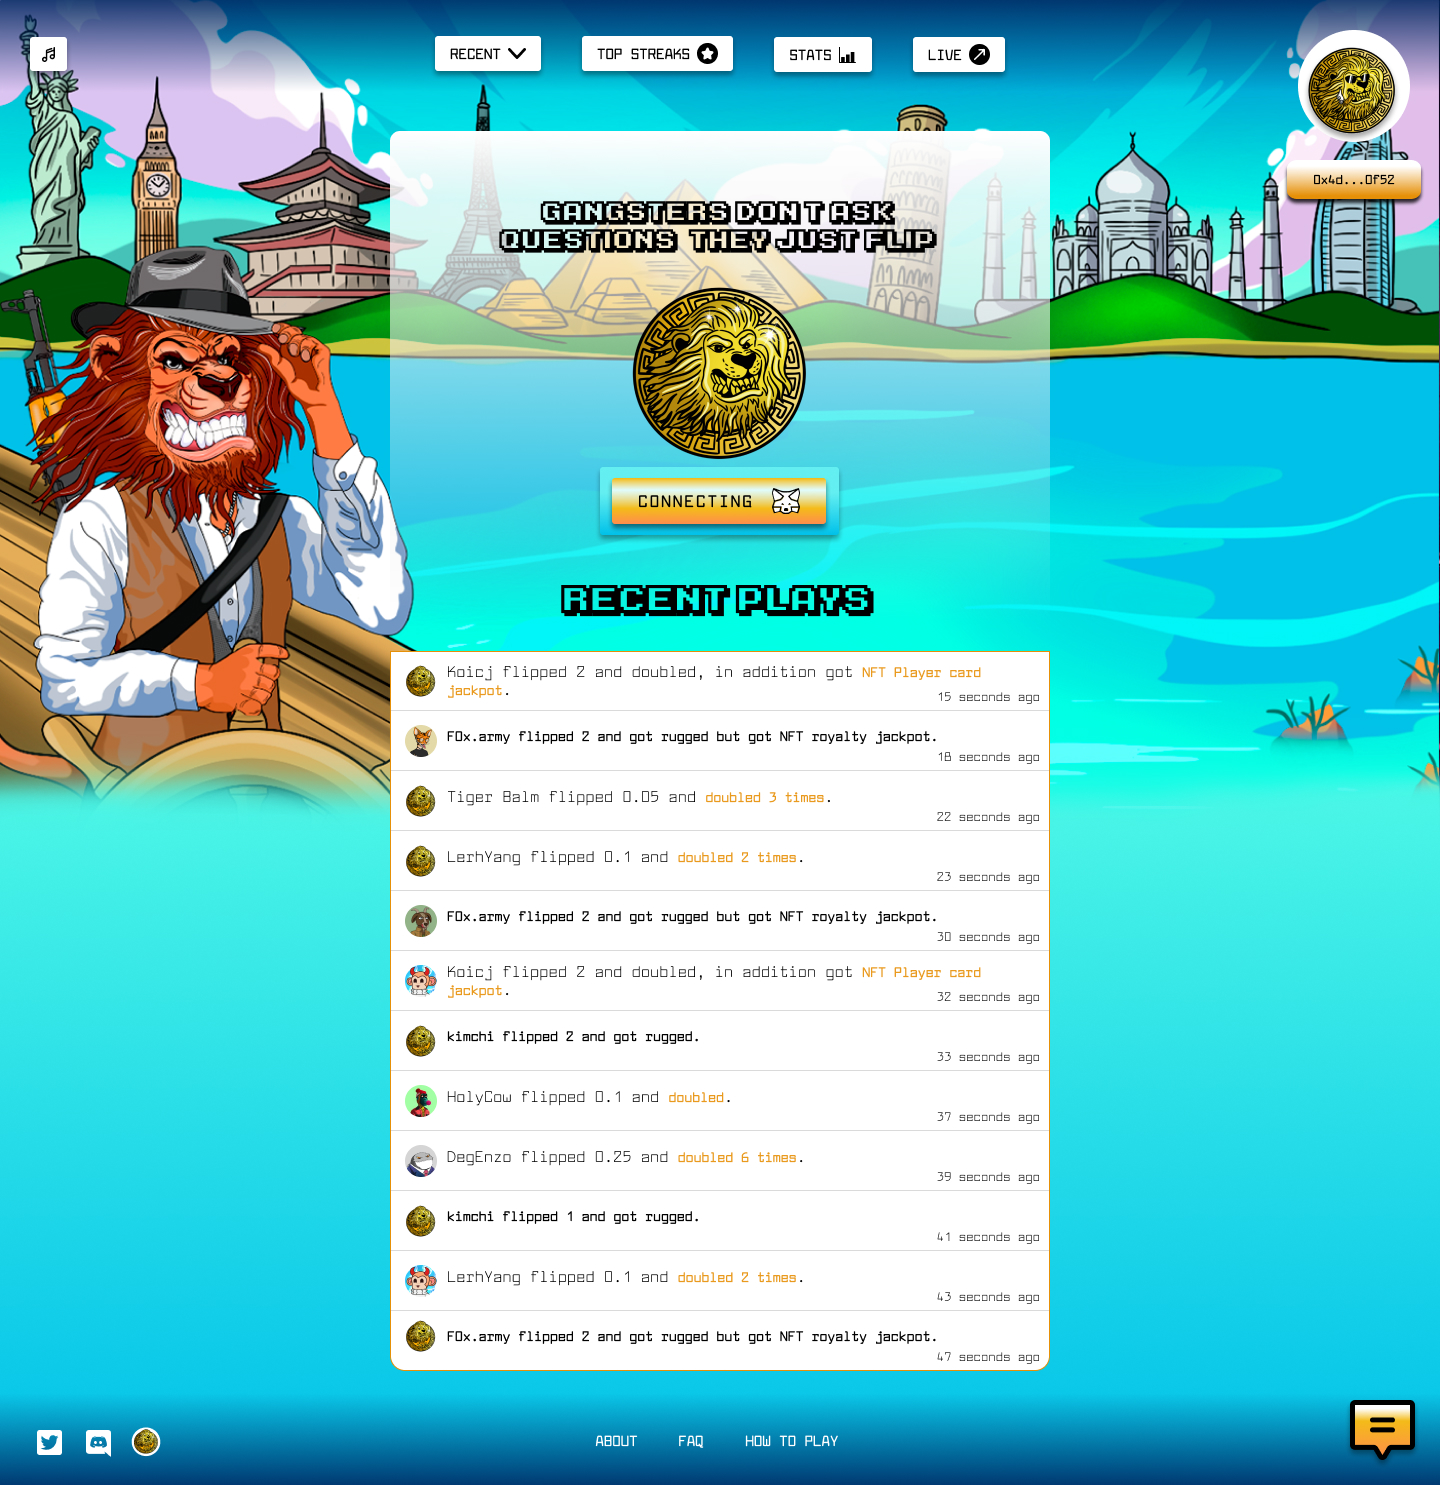 RECENT
TOP STREAKS
STATS
LIVE
0x4d...0f52
GANGSTERS DON T ASK
QUESTIONS THEY JUST FLIP
CONNECTING
RECENT PLAYS
Koicj flipped 2 and doubled, in addition got NFT Player card
jackpot.
15 seconds ago
F0x.army flipped 2 and got rugged but got NFT royalty jackpot.
18 seconds ago
Tiger Balm flipped 0.05 and doubled 3 times.
22 seconds ago
LerhYang flipped 0.1 and doubled 2 times.
23 seconds ago
F0x.army flipped 2 and got rugged but got NFT royalty jackpot.
30 seconds ago
Koicj flipped 2 and doubled, in addition got NFT Player card
jackpot.
32 seconds ago
kimchi flipped 2 and got rugged.
33 seconds ago
HolyCow flipped 0.1 and doubled.
37 seconds ago
DegEnzo flipped 0.25 and doubled 6 times.
39 seconds ago
kimchi flipped 1 and got rugged.
41 seconds ago
LerhYang flipped 0.1 and doubled 2 times.
43 seconds ago
F0x.army flipped 2 and got rugged but got NFT royalty jackpot.
47 seconds ago
ABOUT
FAQ
HOW TO PLAY